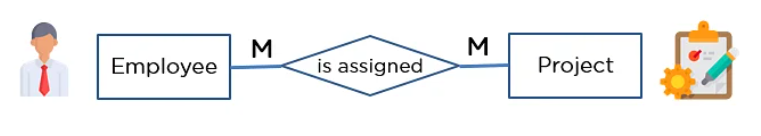 M
M
Employee
is assigned
Project